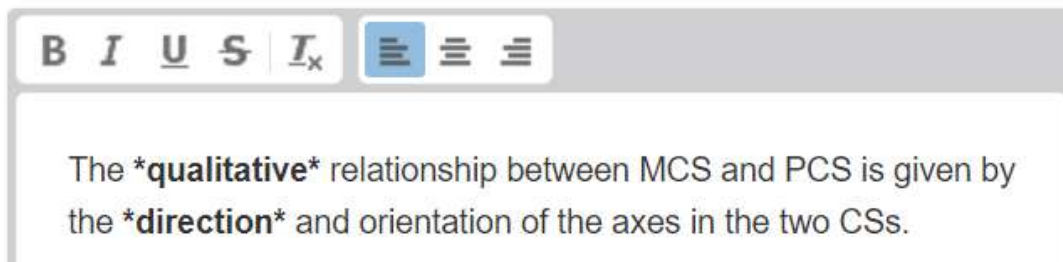 B I U S Tx
The *qualitative* relationship between MCS and PCS is given by
the *direction* and orientation of the axes in the two CSs.